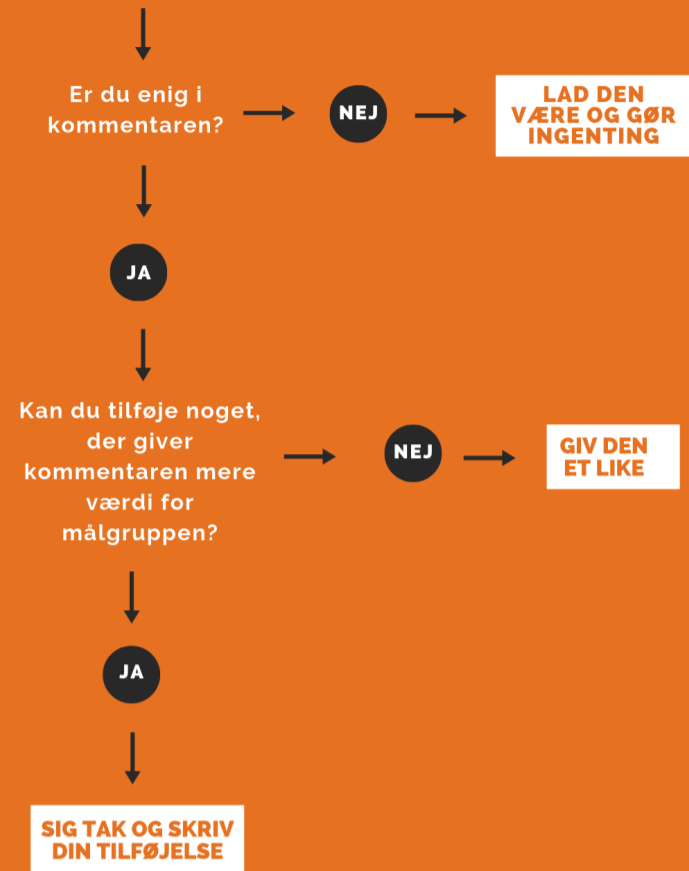 Er du enig i
kommentaren?
NEJ
LAD DEN
VÆRE OG GØR
INGENTING
JA
Kan du tilføje noget,
der giver
kommentaren mere
værdi for
målgruppen?
NEJ
GIV DEN
ET LIKE
JA
SIG TAK OG SKRIV
DIN TILFØJELSE